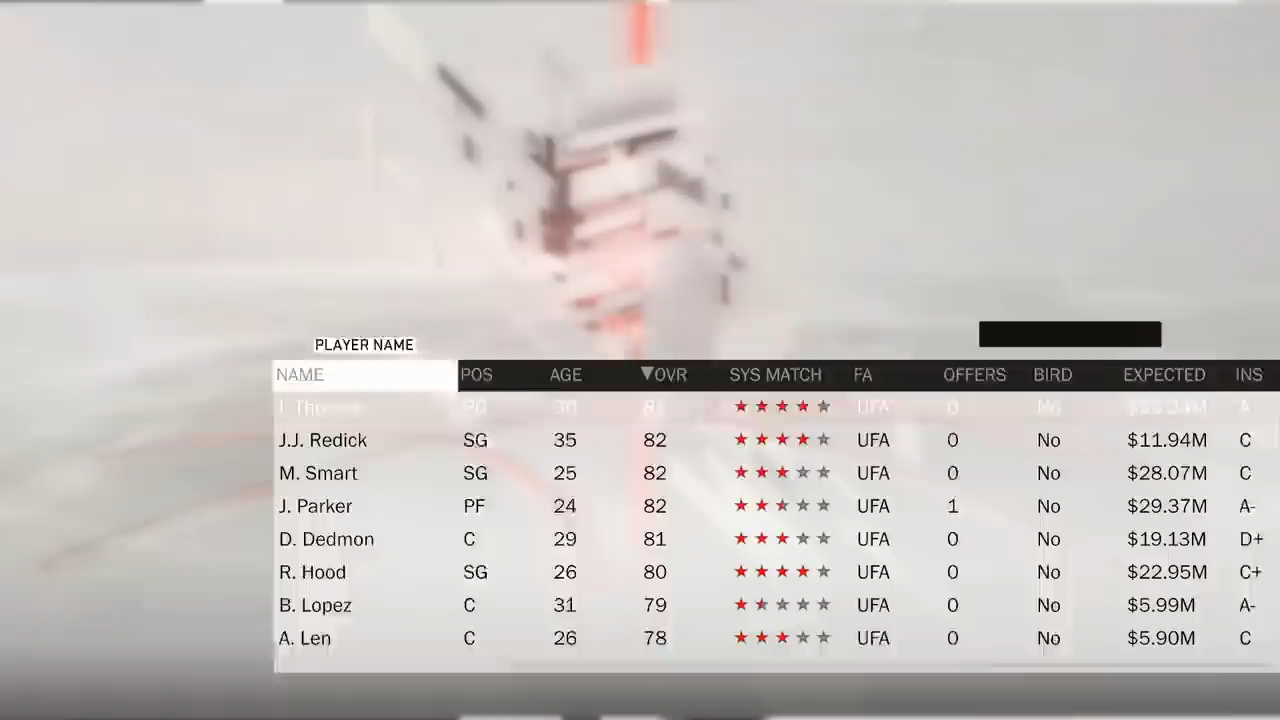 PLAYER NAME
NAME POS AGE ▼OVR SYS MATCH FA OFFERS BIRD EXPECTED INS
UFA 0 A
J.J. Redick SG 35 82 UFA 0 No $11.94M C
M. Smart SG 25 82 UFA 0 No $28.07M C
J. Parker PF 24 82 UFA 1 No $29.37M A-
D. Dedmon C 29 81 UFA 0 No $19.13M D+
R. Hood SG 26 80 UFA 0 No $22.95M C+
B. Lopez C 31 79 UFA 0 No $5.99M A-
A. Len C 26 78 UFA 0 No $5.90M C